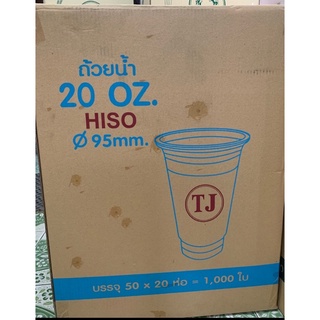 ถ้วยน้ำ
20 OZ.
HISO
Ø 95mm.
TJ
บรรจุ 50 x 20 ห่อ = 1,000 ใบ